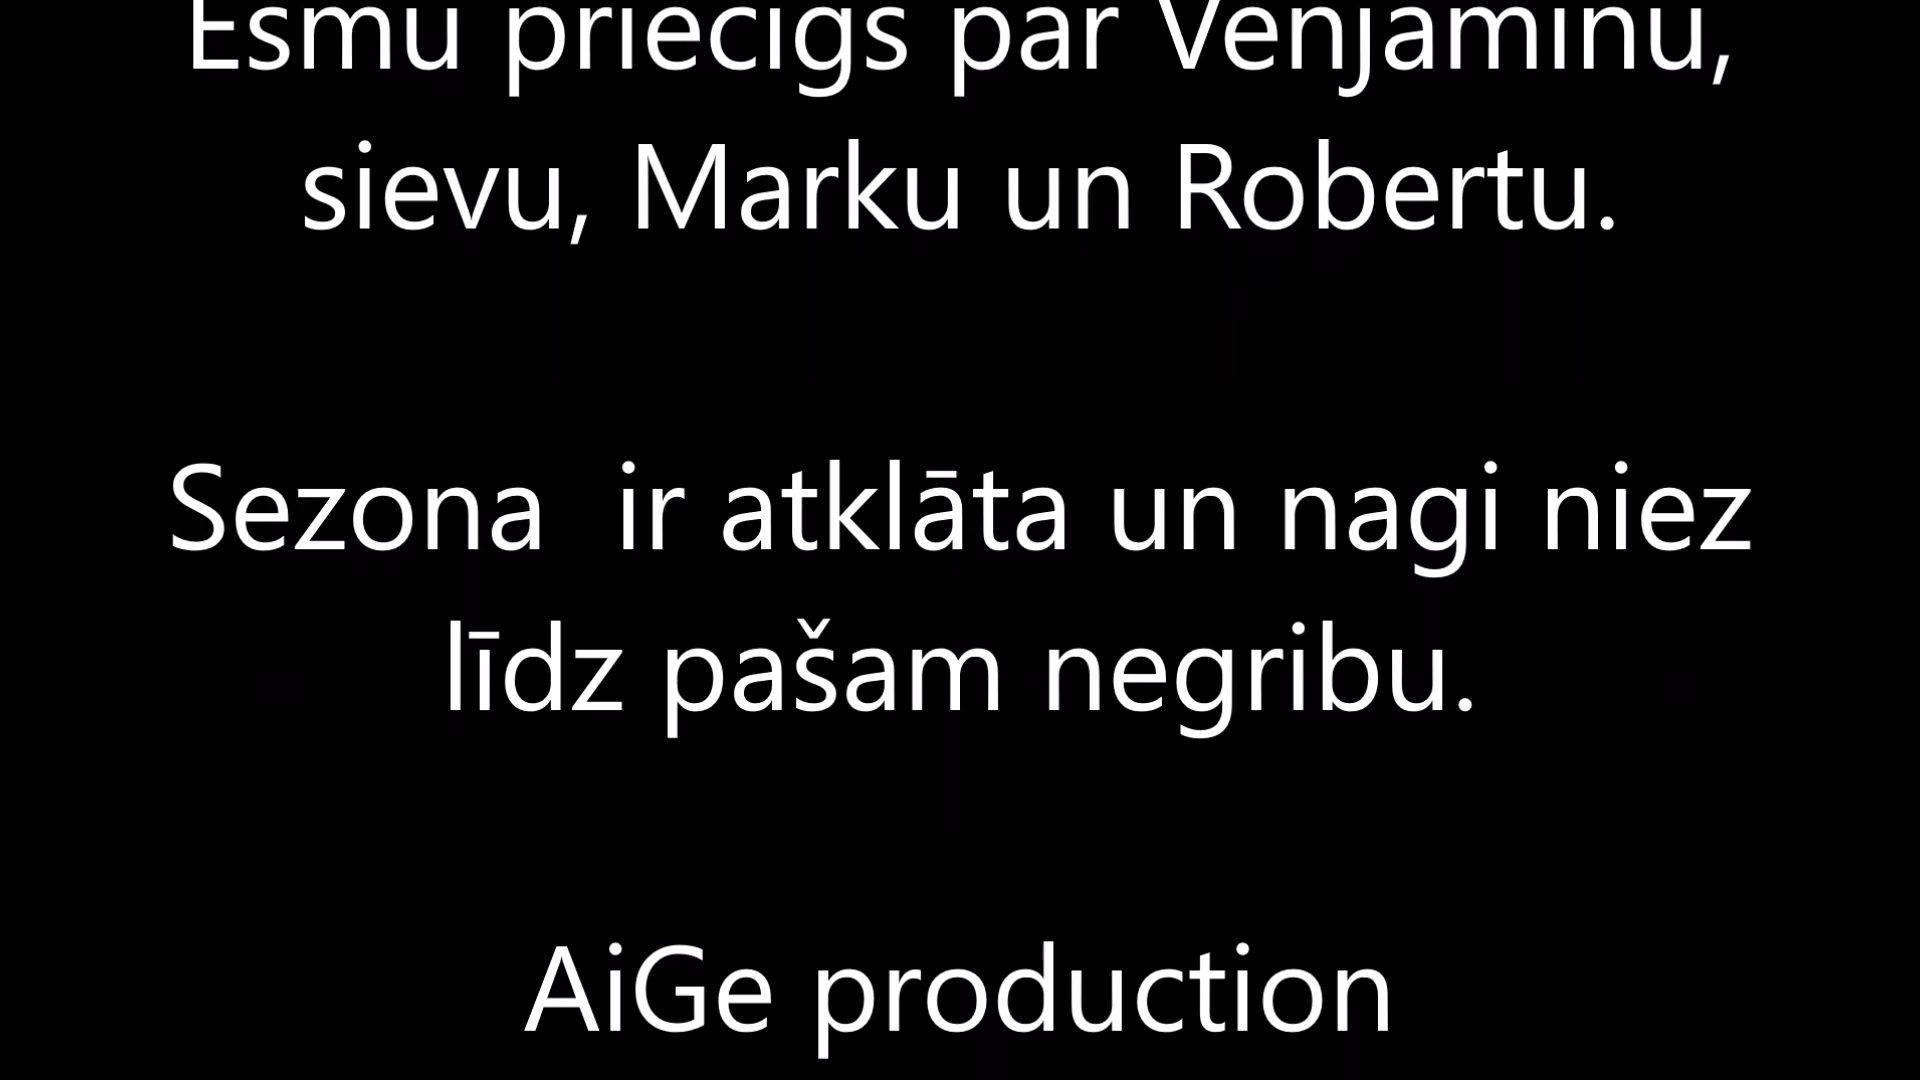 Esmu priecīgs par Venjaminu,
sievu, Marku un Robertu.
Sezona  ir atklāta un nagi niez
līdz pašam negribu.
AiGe production